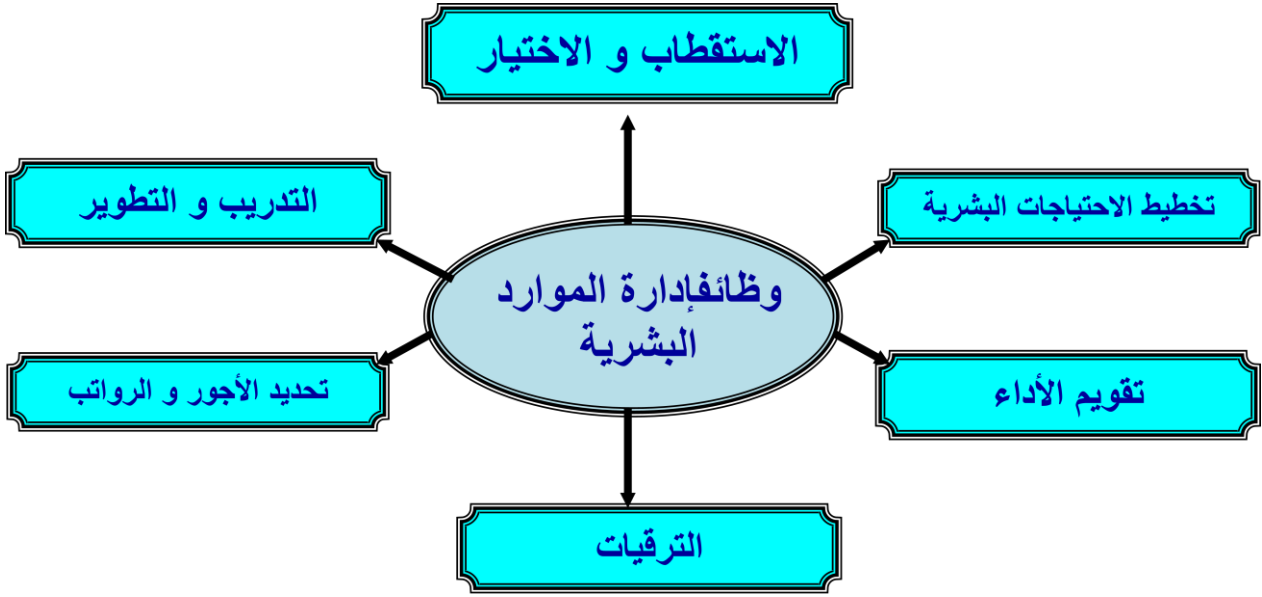 الاستقطاب و الاختيار
تخطيط الاحتياجات البشرية
التدريب و التطوير
وظائفإدارة الموارد
البشرية
تقويم الأداء
تحديد الأجور و الرواتب
الترقيات